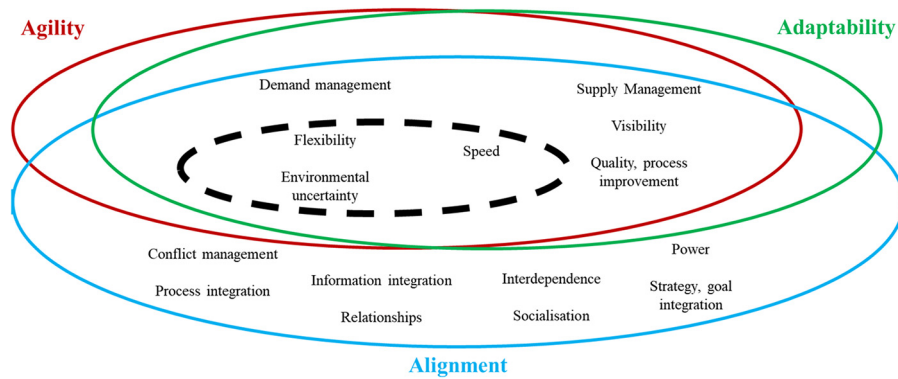 Agility
Adaptability
Demand management
Supply Management
Visibility
Flexibility
Speed
Quality, process
improvement
Environmental
uncertainty
Conflict management
Power
Information integration
Interdependence
Process integration
Strategy, goal
integration
Relationships
Socialisation
Alignment